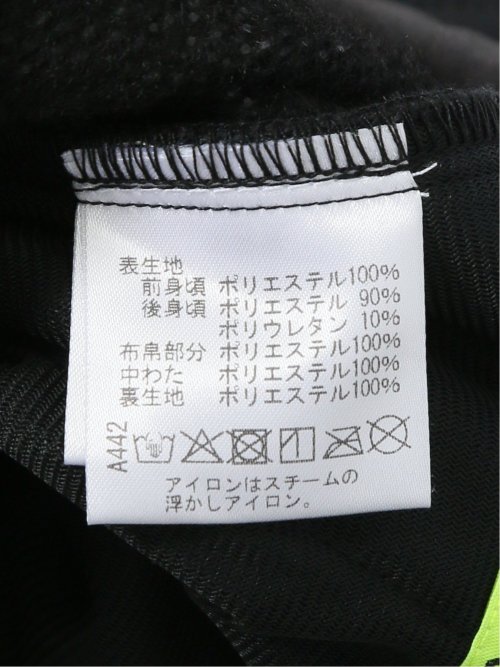 表生地
前身頃 ポリエステル100%
後身頃 ポリエステル 90%
ポリウレタン 10%
布帛部分 ポリエステル100%
中わた ポリエステル100%
裏生地 ポリエステル100%
A442
アイロンはスチームの
浮かしアイロン。